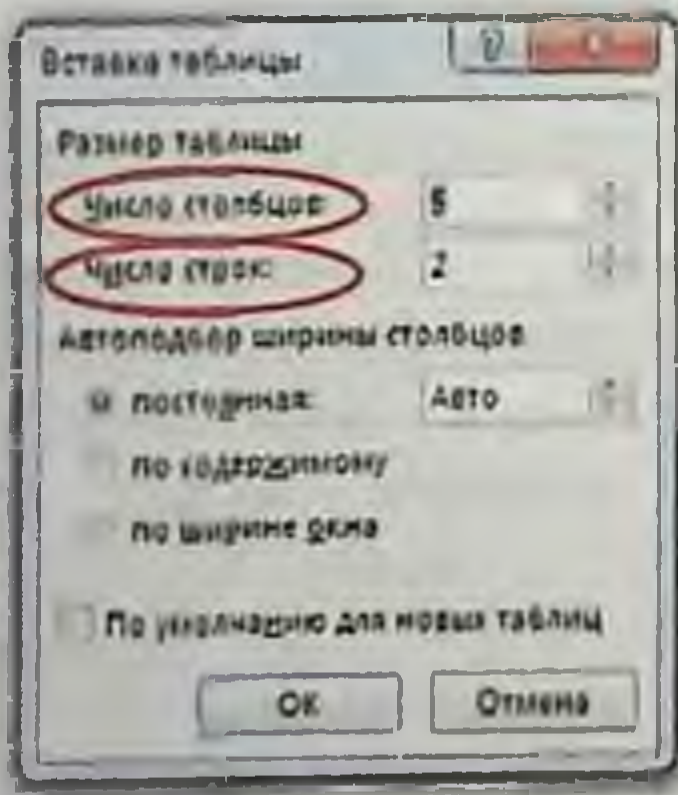 Вставка таблицы
Размер таблицы
Число столбцов: 5
Число строк: 2
Автоподбор ширины столбцов
постоянная: Авто
по содержимому
по ширине окна
По умолчанию для новых таблиц
ОК Отмена